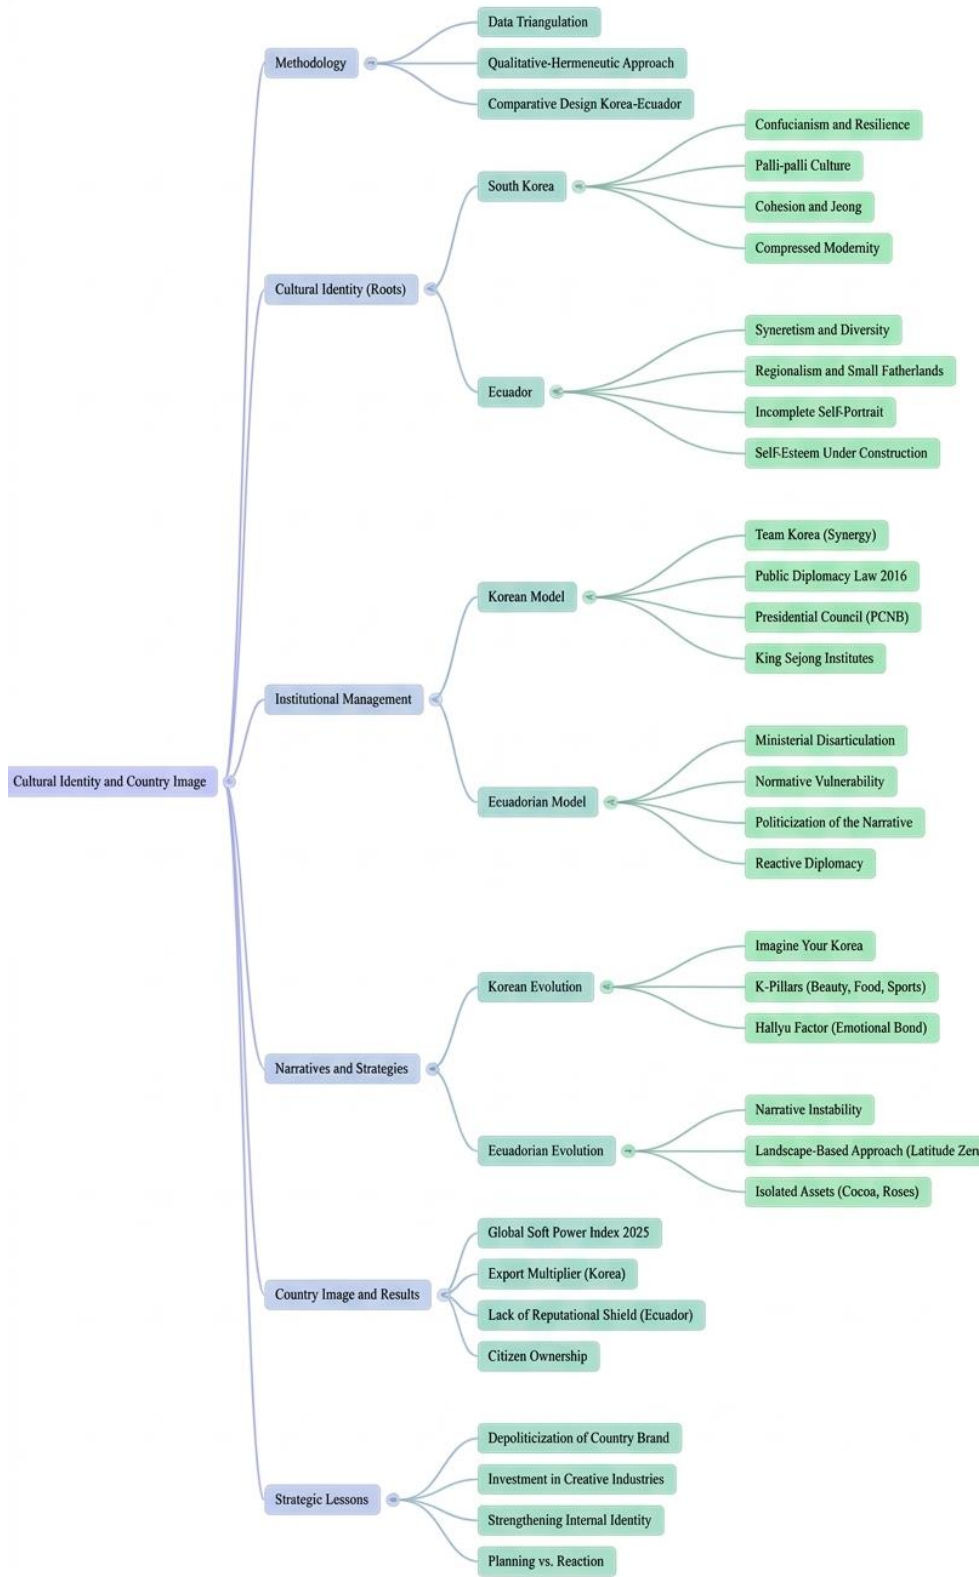 Cultural Identity and Country Image
Methodology
Data Triangulation
Qualitative-Hermeneutic Approach
Comparative Design Korea-Ecuador
Cultural Identity (Roots)
South Korea
Confucianism and Resilience
Palli-palli Culture
Cohesion and Jeong
Compressed Modernity
Ecuador
Syneretism and Diversity
Regionalism and Small Fatherlands
Incomplete Self-Portrait
Self-Esteem Under Construction
Institutional Management
Korean Model
Team Korea (Synergy)
Public Diplomacy Law 2016
Presidential Council (PCNB)
King Sejong Institutes
Ecuadorian Model
Ministerial Disarticulation
Normative Vulnerability
Politicization of the Narrative
Reactive Diplomacy
Narratives and Strategies
Korean Evolution
Imagine Your Korea
K-Pillars (Beauty, Food, Sports)
Hallyu Factor (Emotional Bond)
Ecuadorian Evolution
Narrative Instability
Landscape-Based Approach (Latitude
Isolated Assets (Cocoa, Roses)
Country Image and Results
Global Soft Power Index 2025
Export Multiplier (Korea)
Lack of Reputational Shield (Ecuador)
Citizen Ownership
Strategic Lessons
Depoliticization of Country Brand
Investment in Creative Industries
Strengthening Internal Identity
Planning vs. Reaction